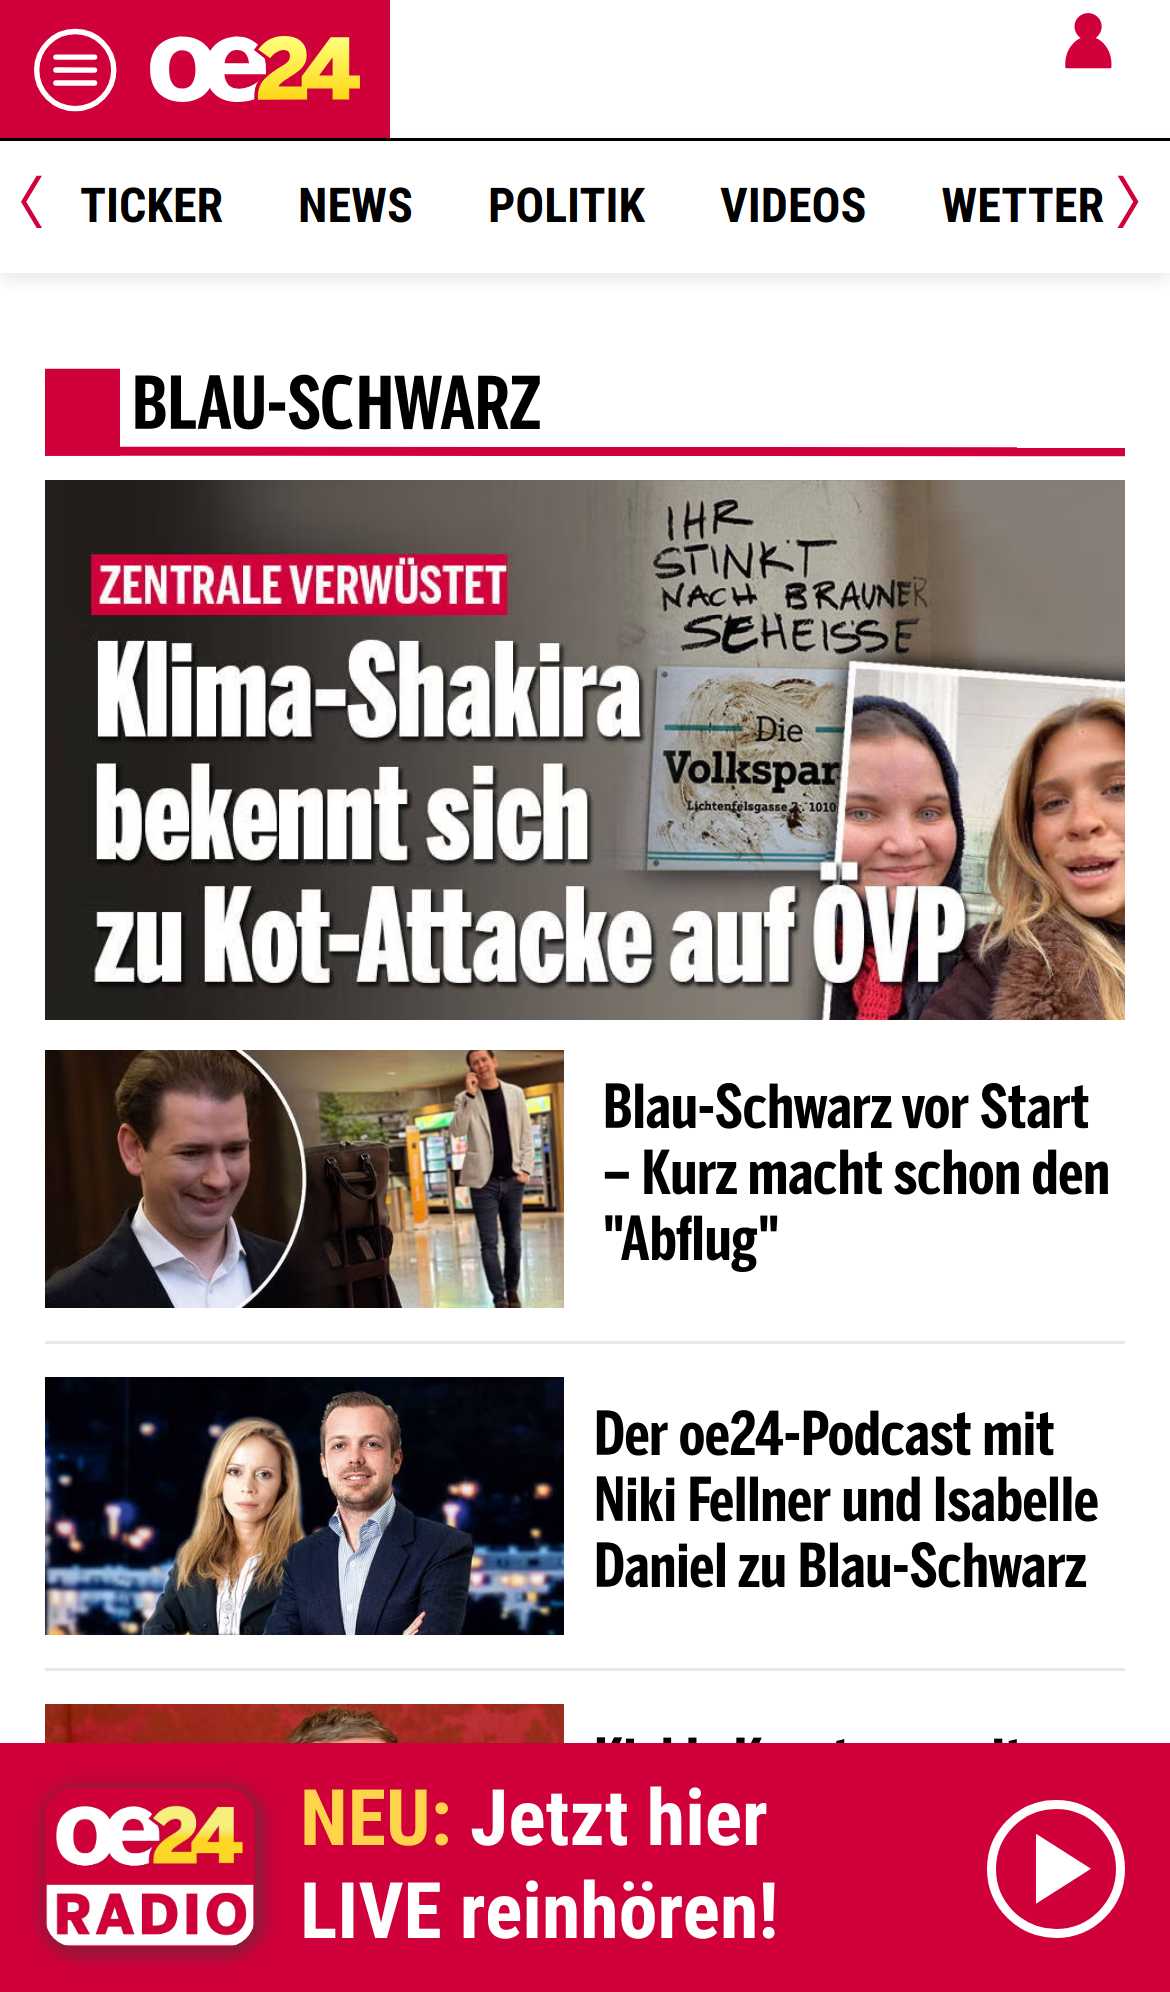 oe24
TICKER NEWS POLITIK VIDEOS WETTER
BLAU-SCHWARZ
IHR
STINKT
NACH BRAUNER
SCHEISSE
ZENTRALE VERWÜSTET
Klima-Shakira
bekennt sich
zu Kot-Attacke auf ÖVP
Die
Volkspar
Lichtenfelsgasse 7. 1010
Blau-Schwarz vor Start
– Kurz macht schon den
"Abflug"
Der oe24-Podcast mit
Niki Fellner und Isabelle
Daniel zu Blau-Schwarz
oe24
RADIO
NEU: Jetzt hier
LIVE reinhören!